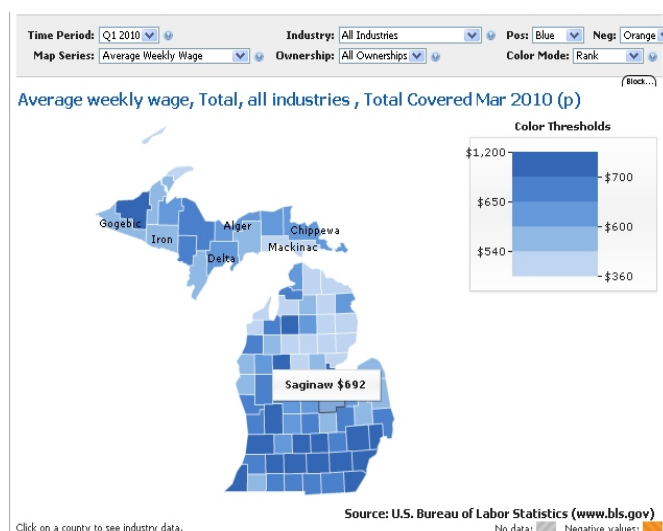 Time Period: Q1 2010 Industry: All Industries Pos: Blue Neg: Orange
Map Series: Average Weekly Wage Ownership: All Ownerships Color Mode: Rank
Block...)
Average weekly wage, Total, all industries , Total Covered Mar 2010 (p)
Color Thresholds
$1,200
$700
$650
$600
$540
$360
Gogebic
Iron
Alger
Delta
Chippewa
Mackinac
Saginaw $692
Source: U.S. Bureau of Labor Statistics (www.bls.gov)
Click on a county to see industry data. No data: Negative values: